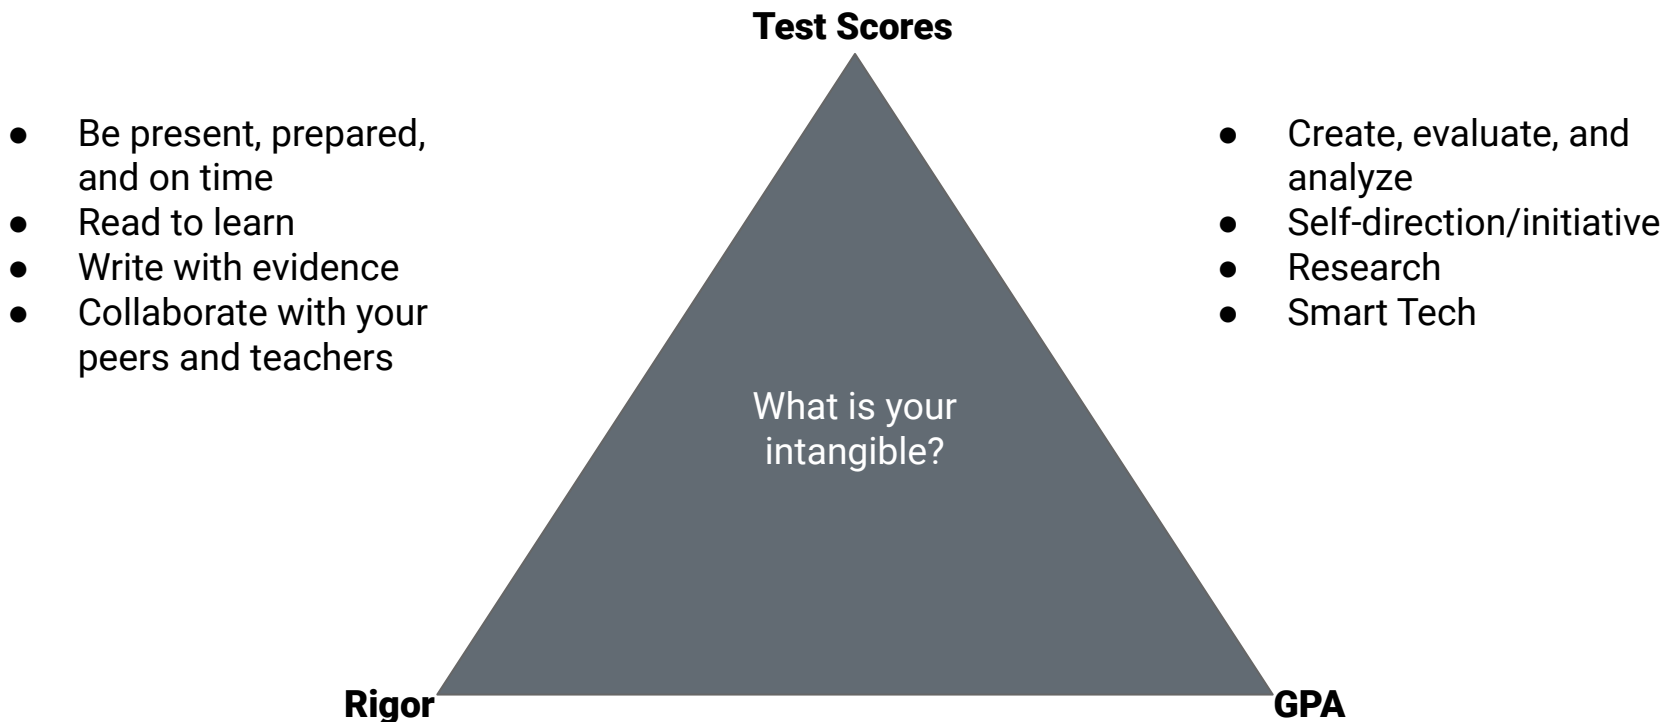 Test Scores
● Be present, prepared,
and on time
● Read to learn
● Write with evidence
● Collaborate with your
peers and teachers
● Create, evaluate, and
analyze
● Self-direction/initiative
● Research
● Smart Tech
What is your
intangible?
Rigor
GPA